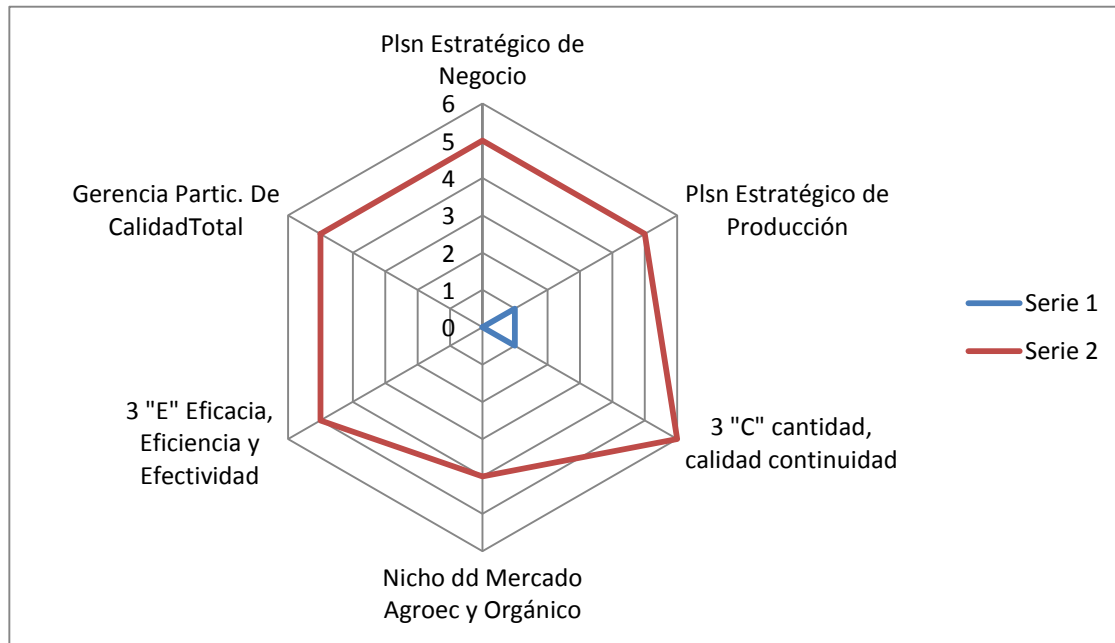 Plsn Estratégico de
Negocio
6
5
4
3
2
1
0
Plsn Estratégico de
Producción
3 "C" cantidad,
calidad continuidad
Nicho dd Mercado
Agroec y Orgánico
3 "E" Eficacia,
Eficiencia y
Efectividad
Gerencia Partic. De
CalidadTotal
Serie 1
Serie 2